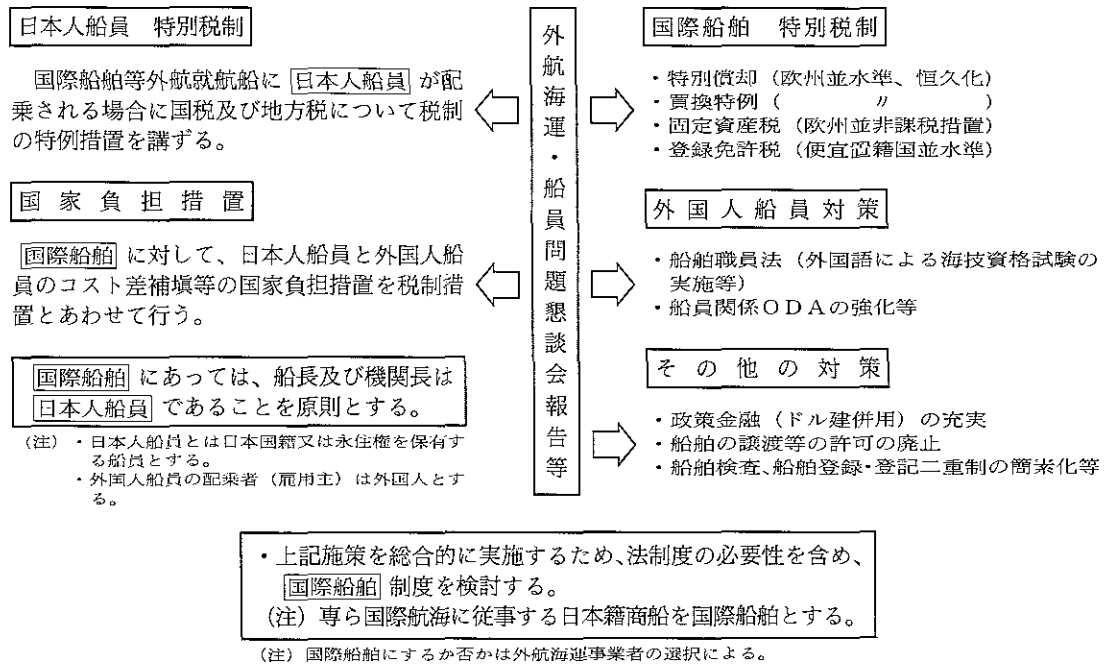 日本人船員　特別税制
国際船舶等外航就航船に 日本人船員 が配
乗される場合に国税及び地方税について税制
の特例措置を講ずる。
国家負担措置
国際船舶 に対して、日本人船員と外国人船
員のコスト差補塡等の国家負担措置を税制措
置とあわせて行う。
国際船舶 にあっては、船長及び機関長は
日本人船員 であることを原則とする。
(注)　・日本人船員とは日本国籍又は永住権を保有す
る船員とする。
・外国人船員の配乗者（雇用主）は外国人とす
る。
外航海運・船員問題懇談会報告等
国際船舶　特別税制
・特別償却（欧州並水準、恒久化）
・買換特例（　　　〃　　　）
・固定資産税（欧州並非課税措置）
・登録免許税（便宜置籍国並水準）
外国人船員対策
・船舶職員法（外国語による海技資格試験の
実施等）
・船員関係ＯＤＡの強化等
その他の対策
・政策金融（ドル建併用）の充実
・船舶の譲渡等の許可の廃止
・船舶検査、船舶登録・登記二重制の簡素化等
・上記施策を総合的に実施するため、法制度の必要性を含め、
国際船舶 制度を検討する。
(注) 専ら国際航海に従事する日本籍商船を国際船舶とする。
(注) 国際船舶にするか否かは外航海運事業者の選択による。